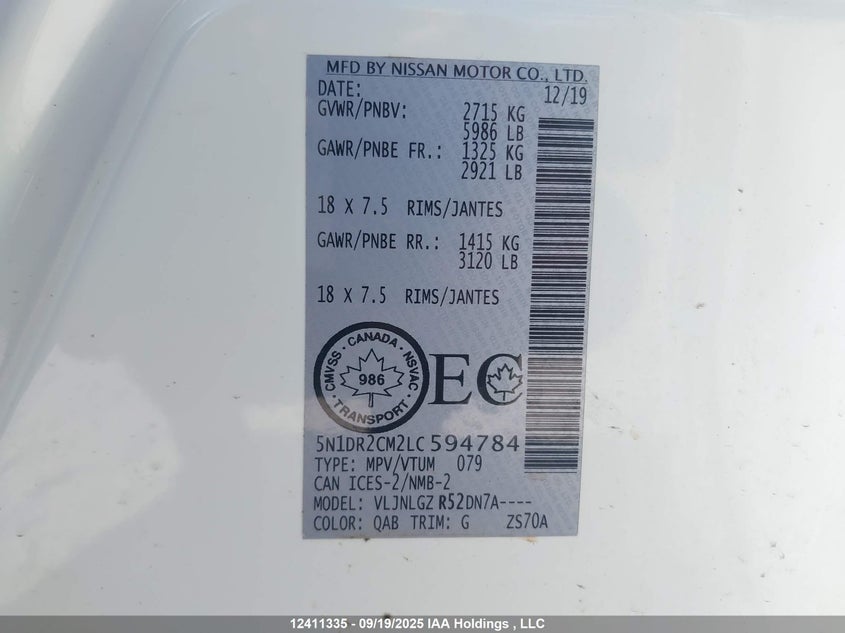 MFD BY NISSAN MOTOR CO., LTD.
DATE: 12/19
GVWR/PNBV: 2715 KG
5986 LB
GAWR/PNBE FR.: 1325 KG
2921 LB
18 X 7.5 RIMS/JANTES
GAWR/PNBE RR.: 1415 KG
3120 LB
18 X 7.5 RIMS/JANTES
CMVSS · CANADA · NSVAC · TRANSPORT ·
986
EC
5N1DR2CM2LC594784
TYPE: MPV/VTUM 079
CAN ICES-2/NMB-2
MODEL: VLJNLGZ R52DN7A----
COLOR: QAB TRIM: G ZS70A
12411335 - 09/19/2025 IAA Holdings , LLC